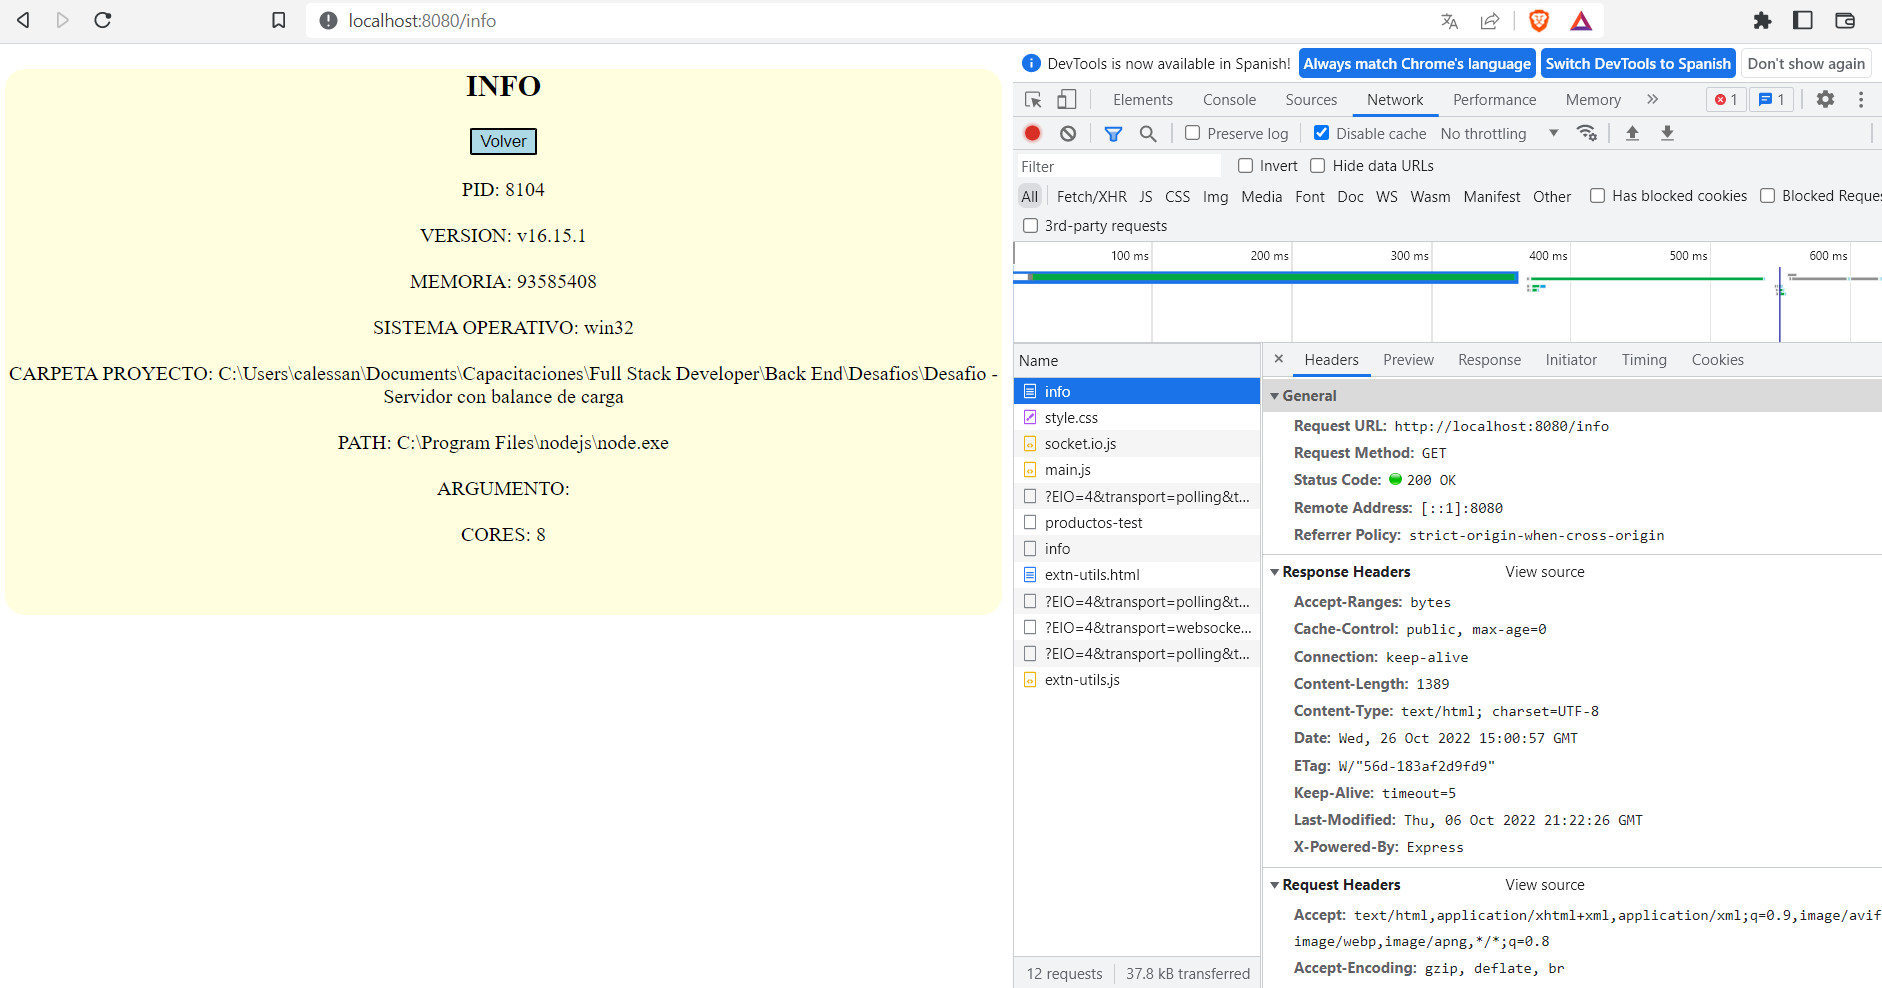 localhost:8080/info
INFO
Volver
PID: 8104
VERSION: v16.15.1
MEMORIA: 93585408
SISTEMA OPERATIVO: win32
CARPETA PROYECTO: C:\Users\calessan\Documents\Capacitaciones\Full Stack Developer\Back End\Desafios\Desafio -
Servidor con balance de carga
PATH: C:\Program Files\nodejs\node.exe
ARGUMENTO:
CORES: 8
DevTools is now available in Spanish! Always match Chrome's language Switch DevTools to Spanish Don't show again
Elements Console Sources Network Performance Memory » 1 1
Preserve log Disable cache No throttling
Filter Invert Hide data URLs
All Fetch/XHR JS CSS Img Media Font Doc WS Wasm Manifest Other Has blocked cookies Blocked Reque
3rd-party requests
100 ms 200 ms 300 ms 400 ms 500 ms 600 ms
Name
info
style.css
socket.io.js
main.js
?EIO=4&transport=polling&t...
productos-test
info
extn-utils.html
?EIO=4&transport=polling&t...
?EIO=4&transport=websocke...
?EIO=4&transport=polling&t...
extn-utils.js
12 requests 37.8 kB transferred
× Headers Preview Response Initiator Timing Cookies
General
Request URL: http://localhost:8080/info
Request Method: GET
Status Code: 200 OK
Remote Address: [::1]:8080
Referrer Policy: strict-origin-when-cross-origin
Response Headers View source
Accept-Ranges: bytes
Cache-Control: public, max-age=0
Connection: keep-alive
Content-Length: 1389
Content-Type: text/html; charset=UTF-8
Date: Wed, 26 Oct 2022 15:00:57 GMT
ETag: W/"56d-183af2d9fd9"
Keep-Alive: timeout=5
Last-Modified: Thu, 06 Oct 2022 21:22:26 GMT
X-Powered-By: Express
Request Headers View source
Accept: text/html,application/xhtml+xml,application/xml;q=0.9,image/avif
image/webp,image/apng,*/*;q=0.8
Accept-Encoding: gzip, deflate, br